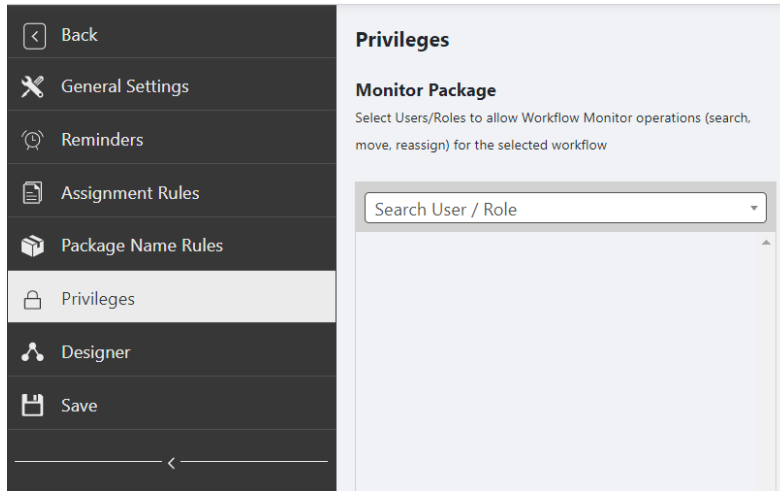 Back
General Settings
Reminders
Assignment Rules
Package Name Rules
Privileges
Designer
Save
Privileges
Monitor Package
Select Users/Roles to allow Workflow Monitor operations (search,
move, reassign) for the selected workflow
Search User / Role